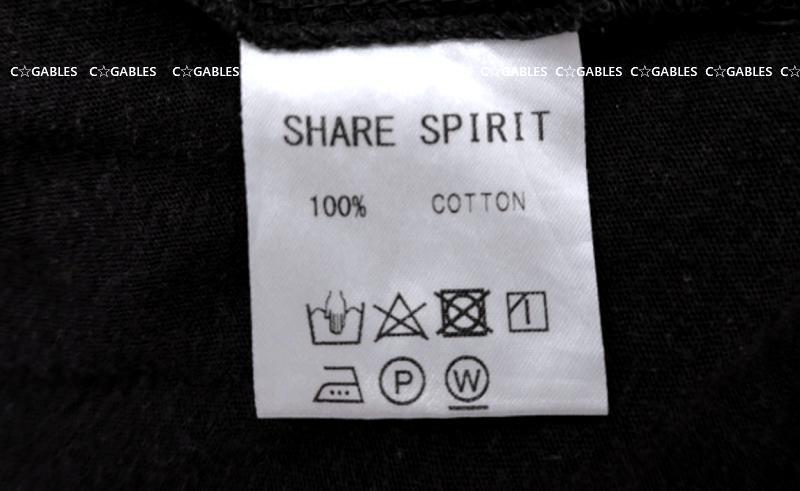 C☆GABLES C☆GABLES C☆GABLES C☆GABLES C☆GABLES C☆GABLES C☆GABLES C☆
SHARE SPIRIT
100% COTTON
P W